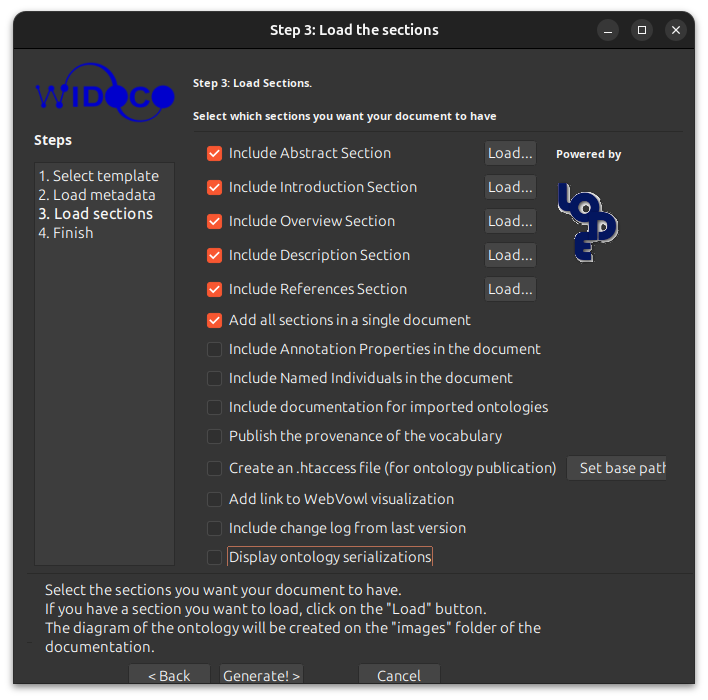 Step 3: Load the sections
WIDOCO
Step 3: Load Sections.
Select which sections you want your document to have
Steps
1. Select template
2. Load metadata
3. Load sections
4. Finish
Include Abstract Section Load... Powered by
Include Introduction Section Load...
LODE
Include Overview Section Load...
Include Description Section Load...
Include References Section Load...
Add all sections in a single document
Include Annotation Properties in the document
Include Named Individuals in the document
Include documentation for imported ontologies
Publish the provenance of the vocabulary
Create an .htaccess file (for ontology publication) Set base path
Add link to WebVowl visualization
Include change log from last version
Display ontology serializations
Select the sections you want your document to have.
If you have a section you want to load, click on the "Load" button.
The diagram of the ontology will be created on the "images" folder of the
documentation.
< Back Generate! > Cancel